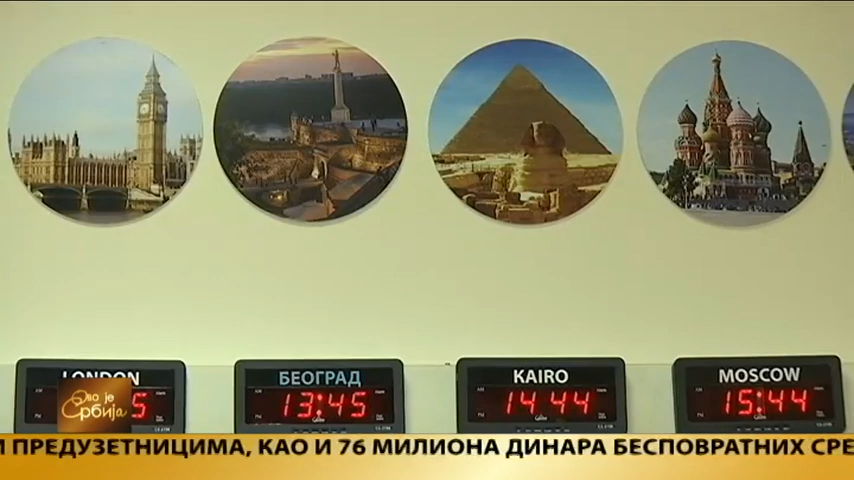 LONDON
БЕОГРАД
KAIRO
MOSCOW
5
13:45
14 44
15:44
Ово је
Србија
И ПРЕДУЗЕТНИЦИМА, КАО И 76 МИЛИОНА ДИНАРА БЕСПОВРАТНИХ СРЕ